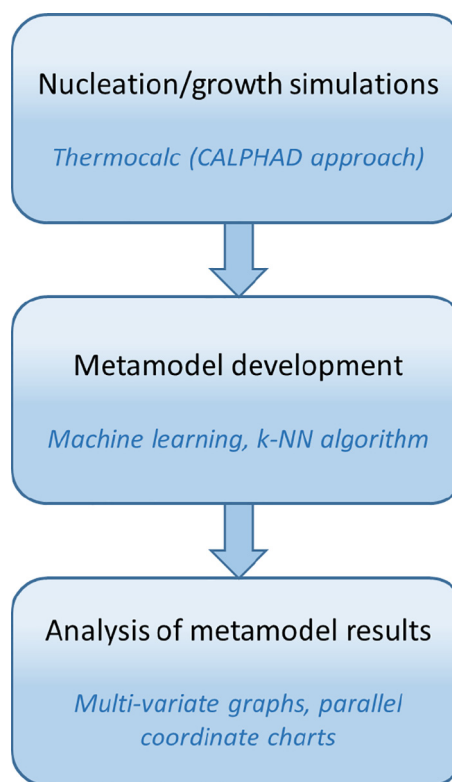 Nucleation/growth simulations
Thermocalc (CALPHAD approach)
Metamodel development
Machine learning, k-NN algorithm
Analysis of metamodel results
Multi-variate graphs, parallel
coordinate charts